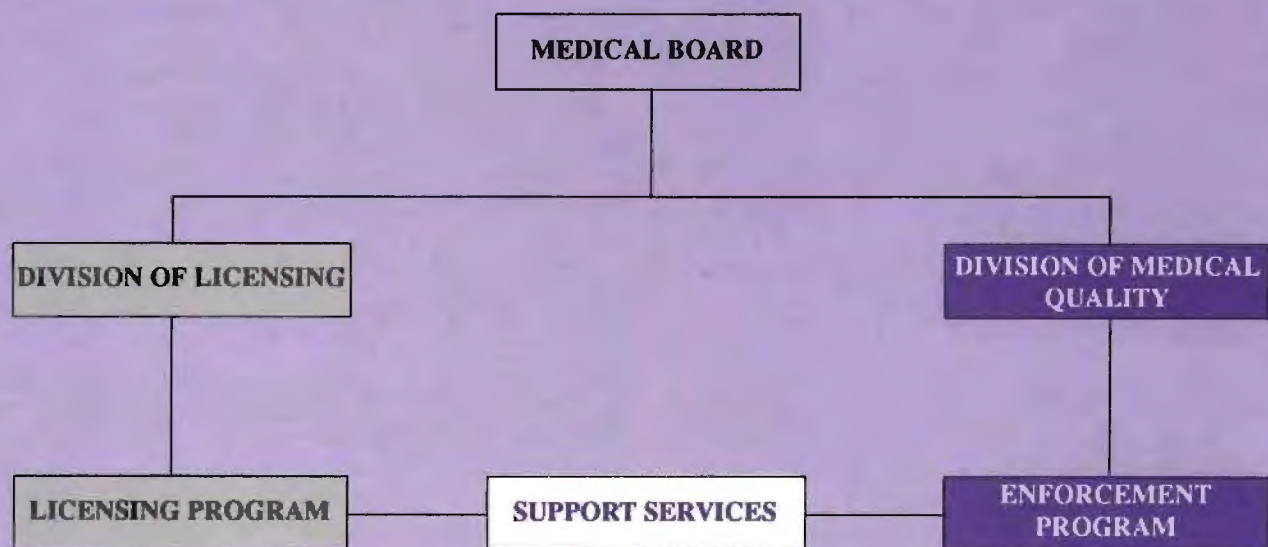 MEDICAL BOARD
DIVISION OF LICENSING
DIVISION OF MEDICAL
QUALITY
LICENSING PROGRAM
SUPPORT SERVICES
ENFORCEMENT
PROGRAM